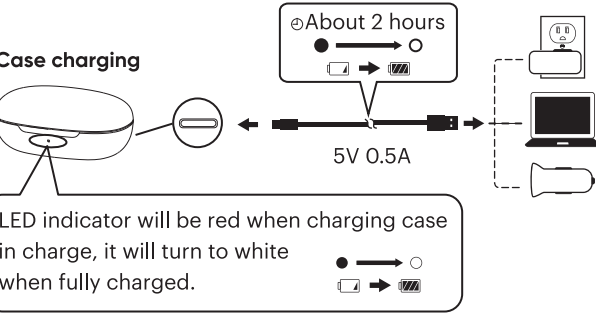 About 2 hours
Case charging
5V 0.5A
LED indicator will be red when charging case
in charge, it will turn to white
when fully charged.